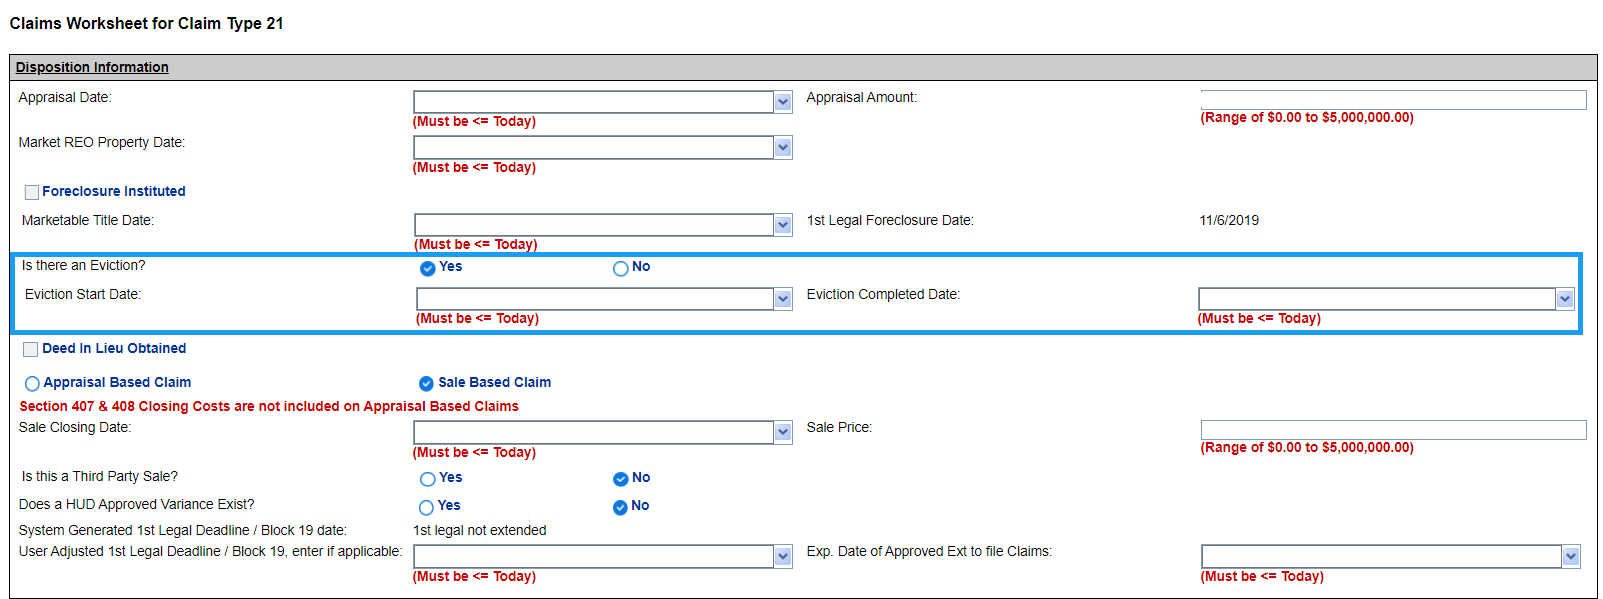 Claims Worksheet for Claim Type 21
Disposition Information
Appraisal Date: Appraisal Amount:
(Must be <= Today) (Range of $0.00 to $5,000,000.00)
Market REO Property Date:
(Must be <= Today)
Foreclosure Instituted
Marketable Title Date: 1st Legal Foreclosure Date: 11/6/2019
(Must be <= Today)
Is there an Eviction? Yes No
Eviction Start Date: Eviction Completed Date:
(Must be <= Today) (Must be <= Today)
Deed In Lieu Obtained
Appraisal Based Claim Sale Based Claim
Section 407 & 408 Closing Costs are not included on Appraisal Based Claims
Sale Closing Date: Sale Price:
(Must be <= Today) (Range of $0.00 to $5,000,000.00)
Is this a Third Party Sale? Yes No
Does a HUD Approved Variance Exist? Yes No
System Generated 1st Legal Deadline / Block 19 date: 1st legal not extended
User Adjusted 1st Legal Deadline / Block 19, enter if applicable: Exp. Date of Approved Ext to file Claims:
(Must be <= Today) (Must be <= Today)